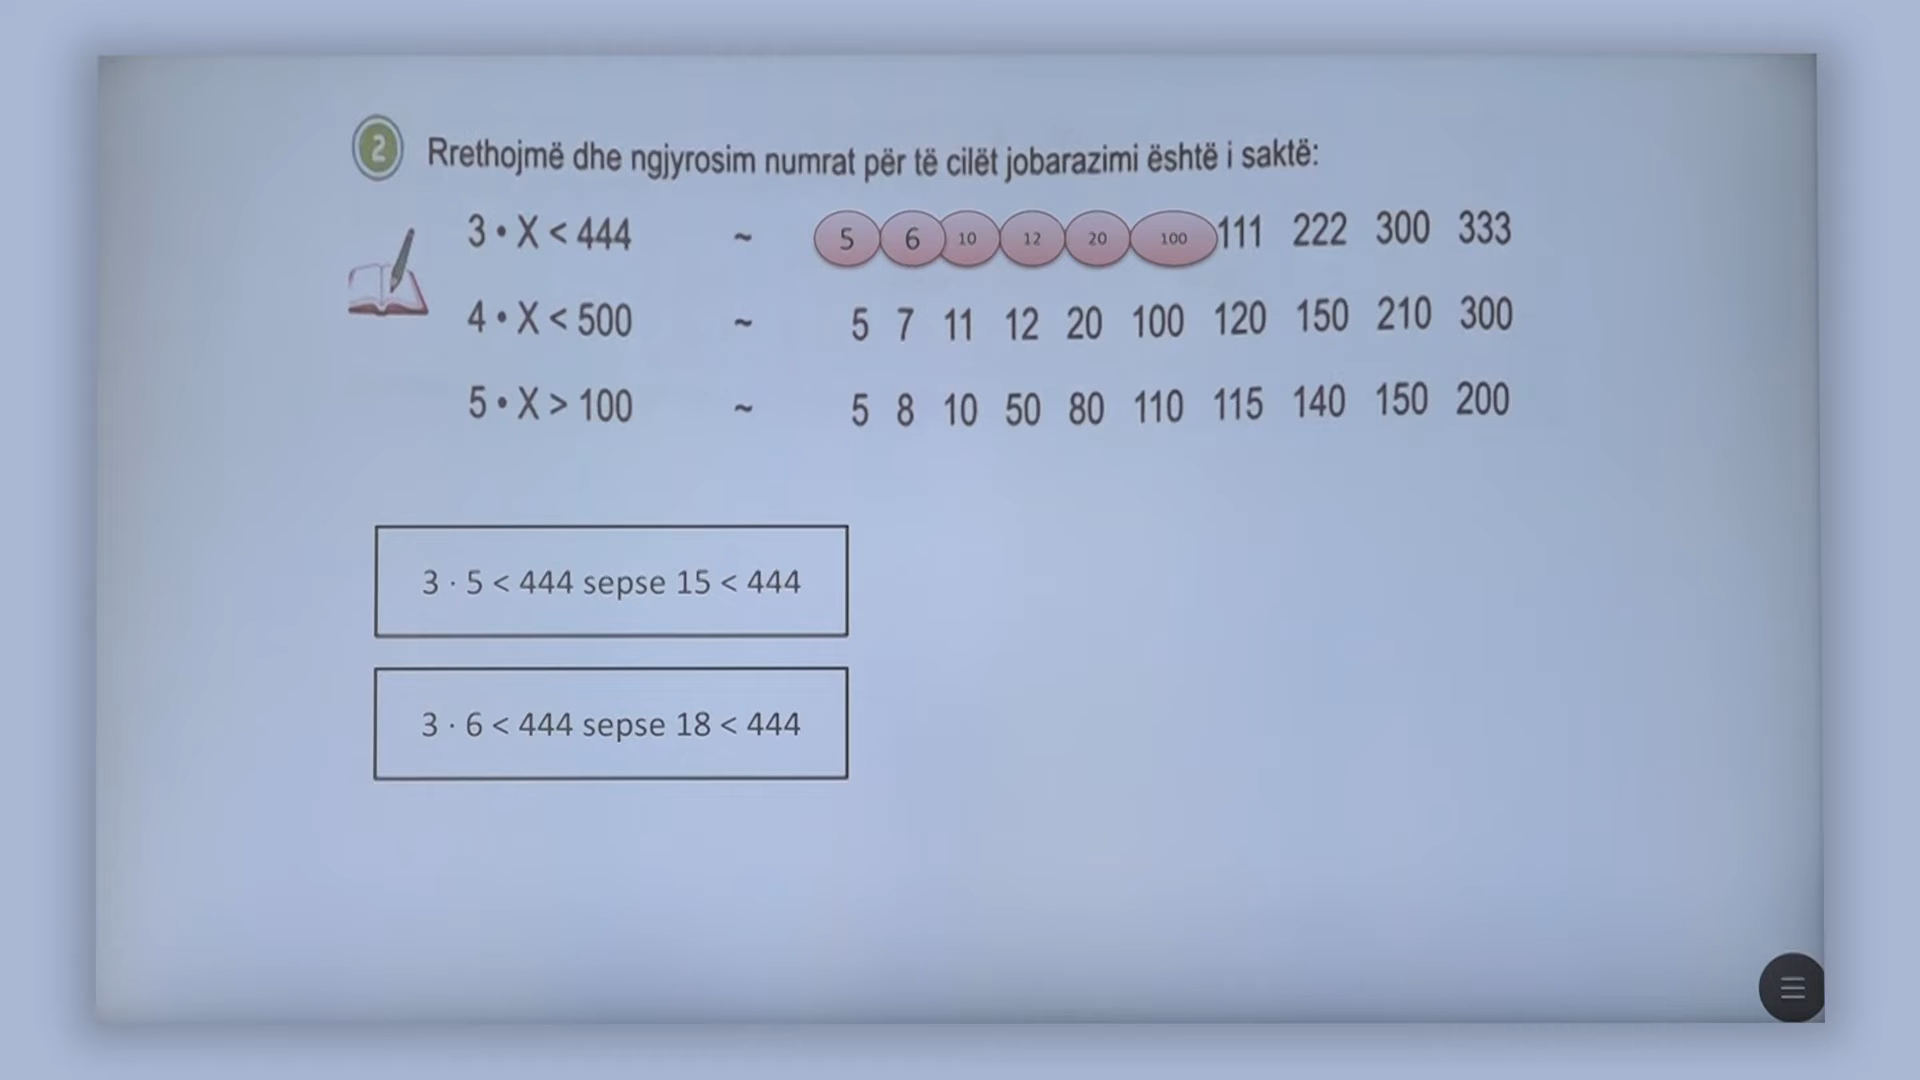 2 Rrethojmë dhe ngjyrosim numrat për të cilët jobarazimi është i saktë:
3 • X < 444 ~ 5 6 10 12 20 100 111 222 300 333
4 • X < 500 ~ 5 7 11 12 20 100 120 150 210 300
5 • X > 100 ~ 5 8 10 50 80 110 115 140 150 200
3 · 5 < 444 sepse 15 < 444
3 · 6 < 444 sepse 18 < 444